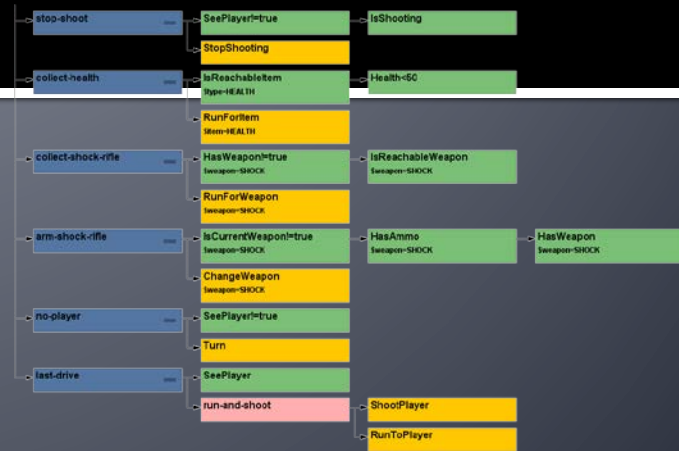 stop-shoot
SeePlayer!=true
IsShooting
StopShooting
collect-health
IsReachableItem
$type=HEALTH
Health<50
RunForItem
$item=HEALTH
collect-shock-rifle
HasWeapon!=true
$weapon=SHOCK
IsReachableWeapon
$weapon=SHOCK
RunForWeapon
$weapon=SHOCK
arm-shock-rifle
IsCurrentWeapon!=true
$weapon=SHOCK
HasAmmo
$weapon=SHOCK
HasWeapon
$weapon=SHOCK
ChangeWeapon
$weapon=SHOCK
no-player
SeePlayer!=true
Turn
last-drive
SeePlayer
run-and-shoot
ShootPlayer
RunToPlayer